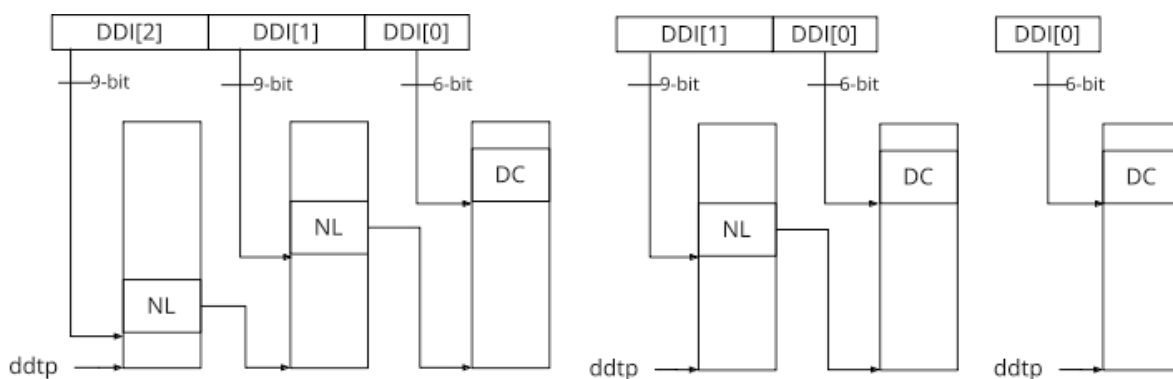 DDI[2] DDI[1] DDI[0] DDI[1] DDI[0] DDI[0]
9-bit 9-bit 6-bit 9-bit 6-bit 6-bit
DC DC DC
NL NL
NL
ddtp ddtp ddtp